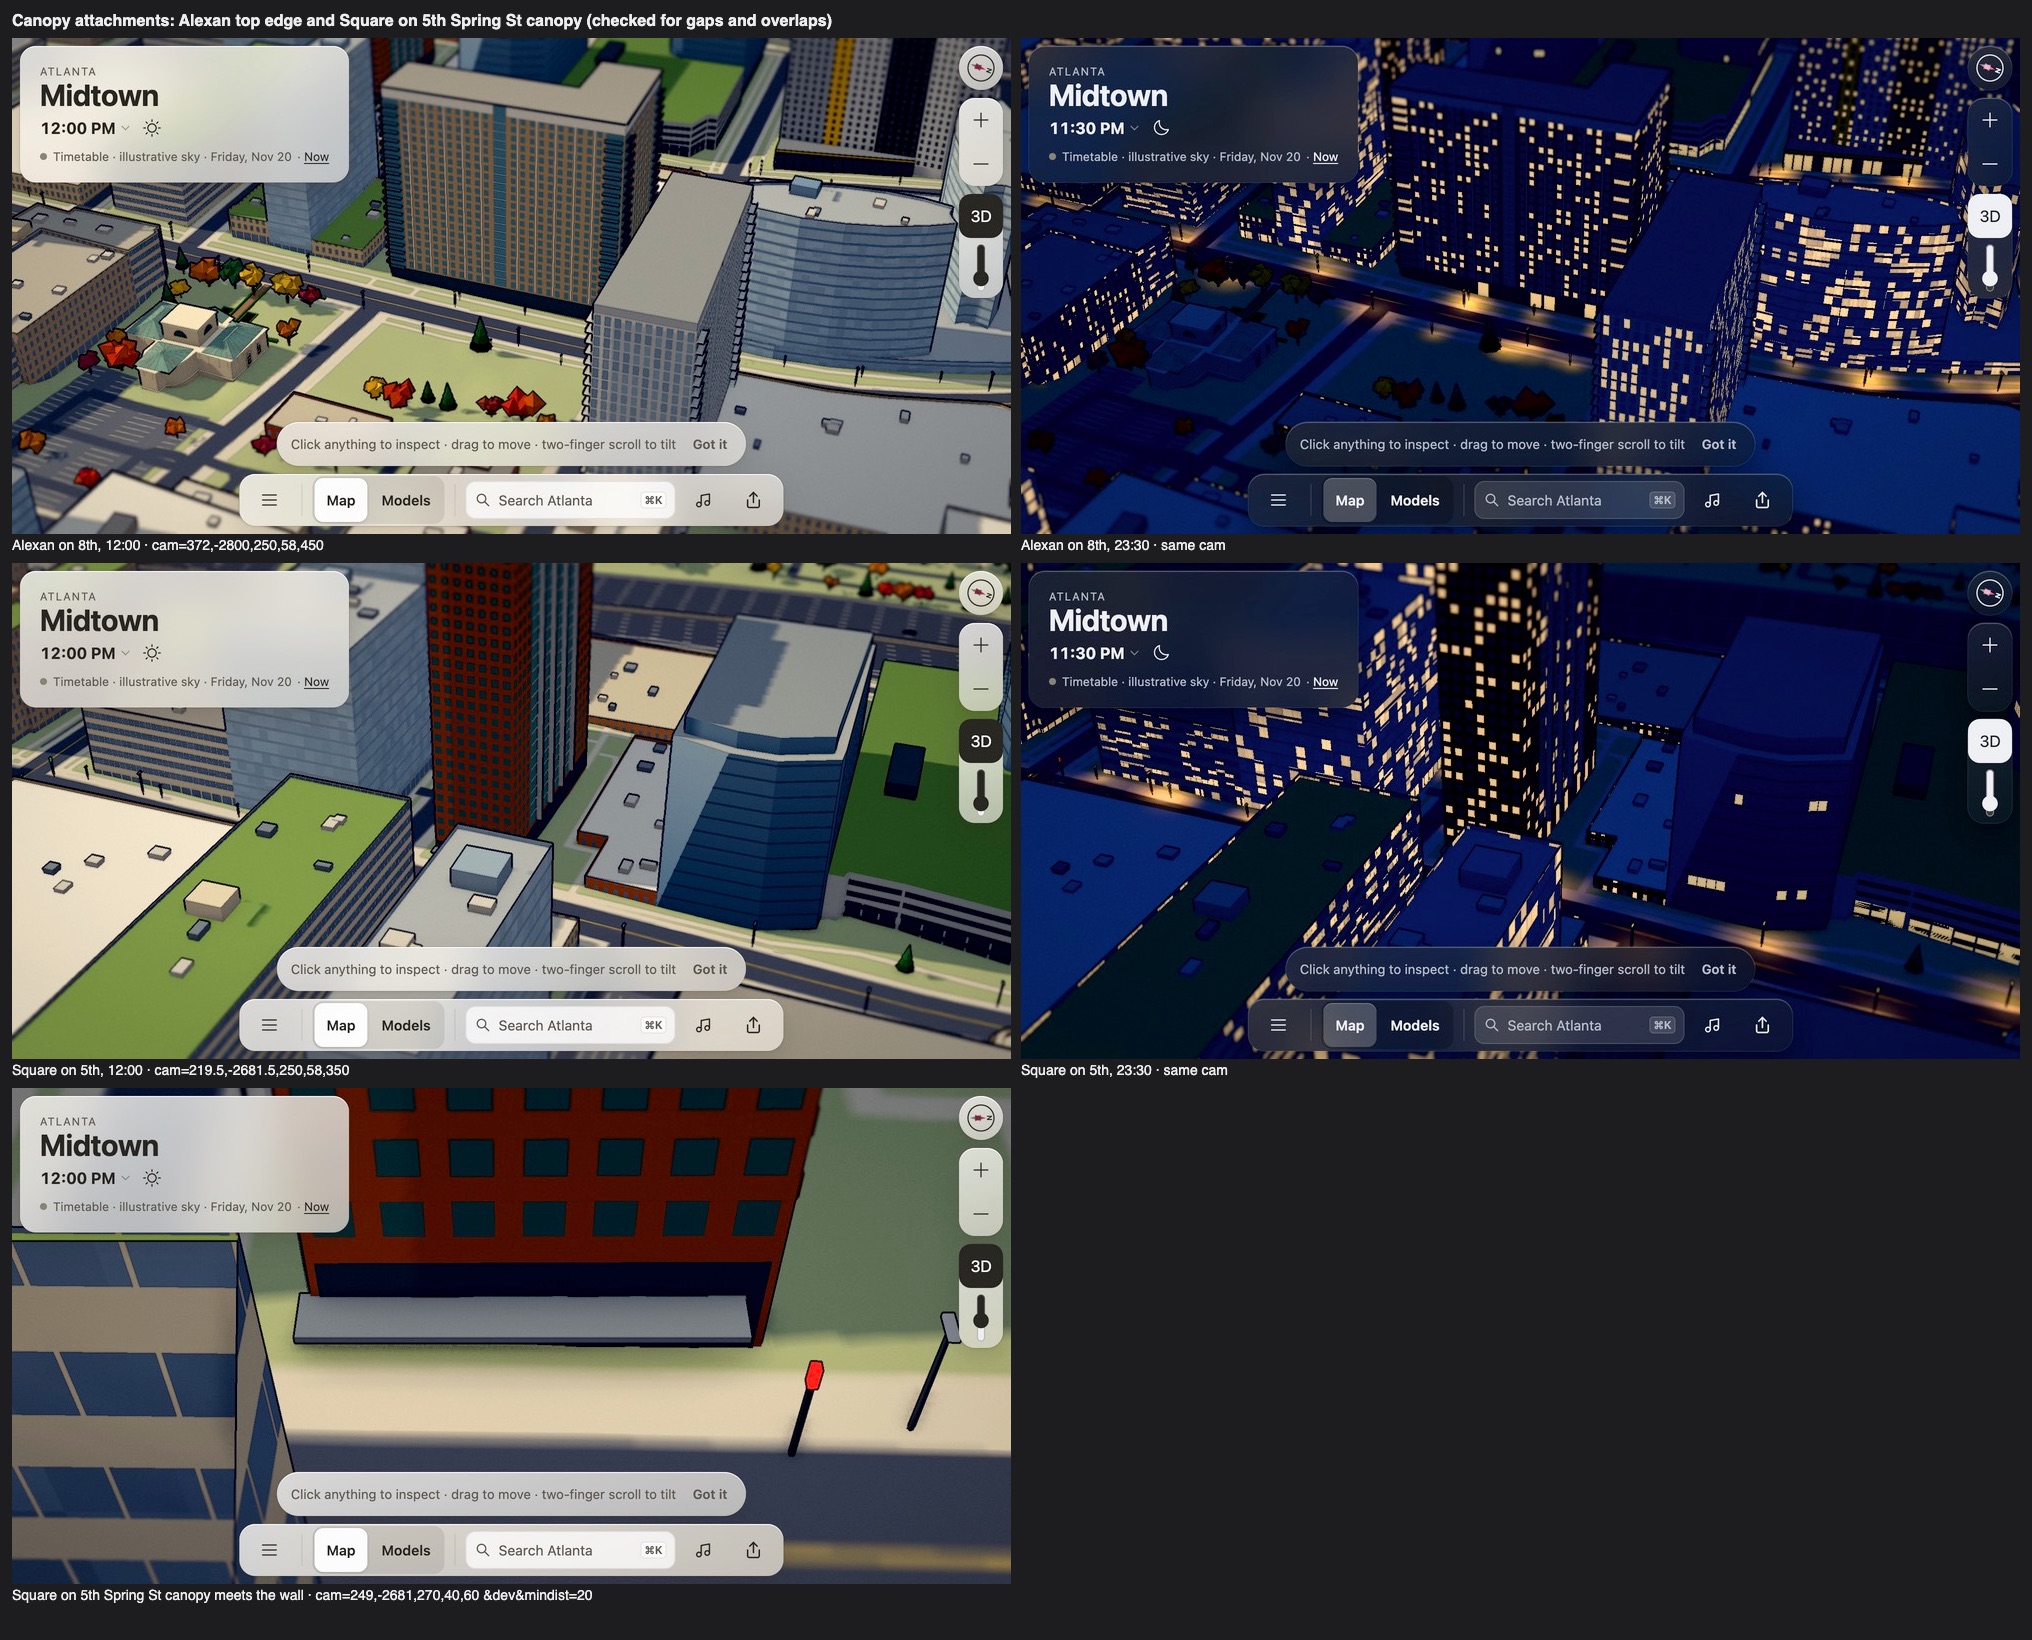 Canopy attachments: Alexan top edge and Square on 5th Spring St canopy (checked for gaps and overlaps)
ATLANTA
Midtown
12:00 PM
Timetable · illustrative sky · Friday, Nov 20 · Now
3D
Click anything to inspect · drag to move · two-finger scroll to tilt Got it
Map Models Search Atlanta ⌘K
Alexan on 8th, 12:00 · cam=372,-2800,250,58,450
ATLANTA
Midtown
11:30 PM
Timetable · illustrative sky · Friday, Nov 20 · Now
3D
Click anything to inspect · drag to move · two-finger scroll to tilt Got it
Map Models Search Atlanta ⌘K
Alexan on 8th, 23:30 · same cam
ATLANTA
Midtown
12:00 PM
Timetable · illustrative sky · Friday, Nov 20 · Now
3D
Click anything to inspect · drag to move · two-finger scroll to tilt Got it
Map Models Search Atlanta ⌘K
Square on 5th, 12:00 · cam=219.5,-2681.5,250,58,350
ATLANTA
Midtown
11:30 PM
Timetable · illustrative sky · Friday, Nov 20 · Now
3D
Click anything to inspect · drag to move · two-finger scroll to tilt Got it
Map Models Search Atlanta ⌘K
Square on 5th, 23:30 · same cam
ATLANTA
Midtown
12:00 PM
Timetable · illustrative sky · Friday, Nov 20 · Now
3D
Click anything to inspect · drag to move · two-finger scroll to tilt Got it
Map Models Search Atlanta ⌘K
Square on 5th Spring St canopy meets the wall · cam=249,-2681,270,40,60 &dev&mindist=20